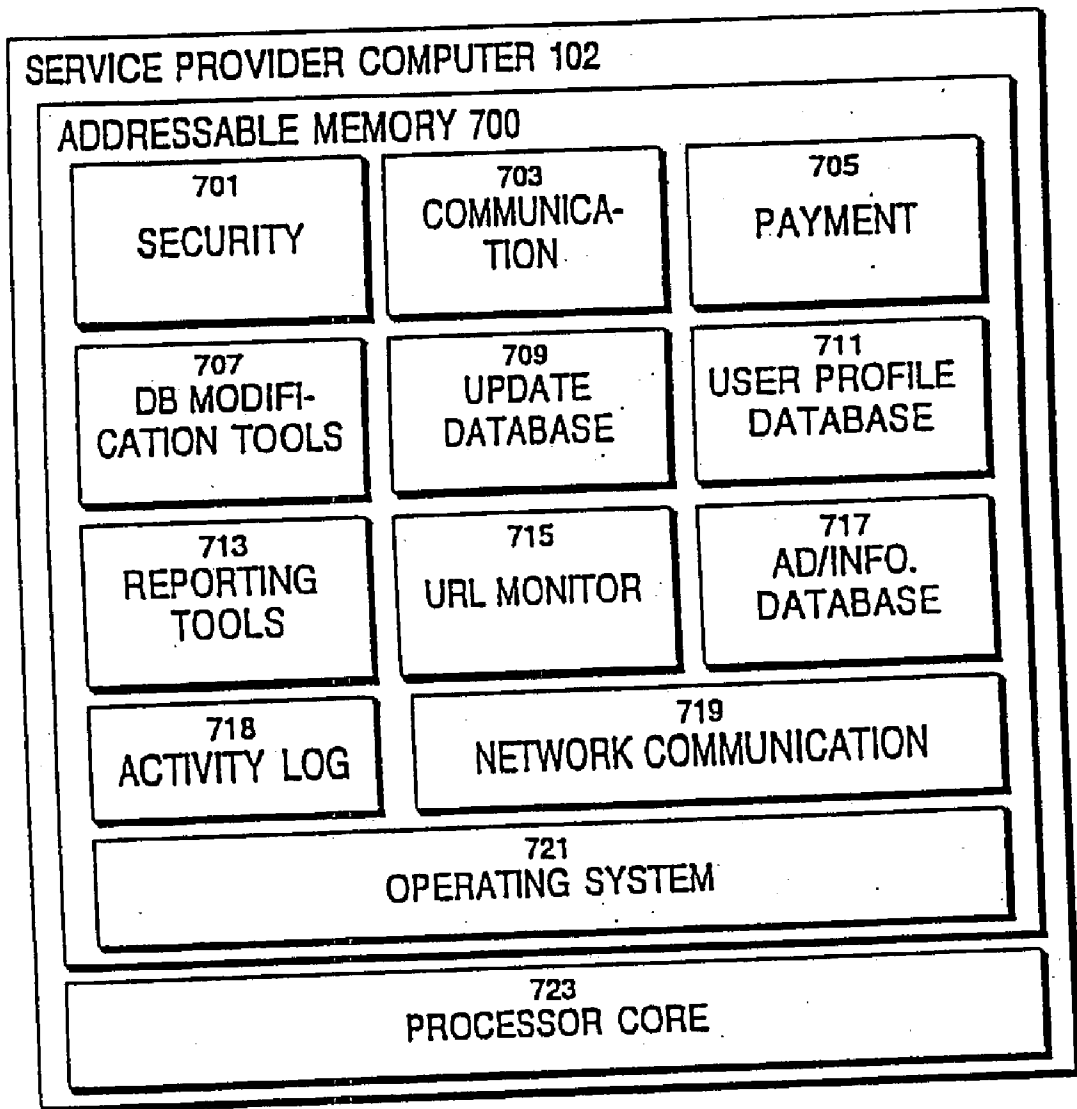 SERVICE PROVIDER COMPUTER 102
ADDRESSABLE MEMORY 700
701
SECURITY
703
COMMUNICA-
TION
705
PAYMENT
707
DB MODIFI-
CATION TOOLS
709
UPDATE
DATABASE
711
USER PROFILE
DATABASE
713
REPORTING
TOOLS
715
URL MONITOR
717
AD/INFO.
DATABASE
718
ACTIVITY LOG
719
NETWORK COMMUNICATION
721
OPERATING SYSTEM
723
PROCESSOR CORE